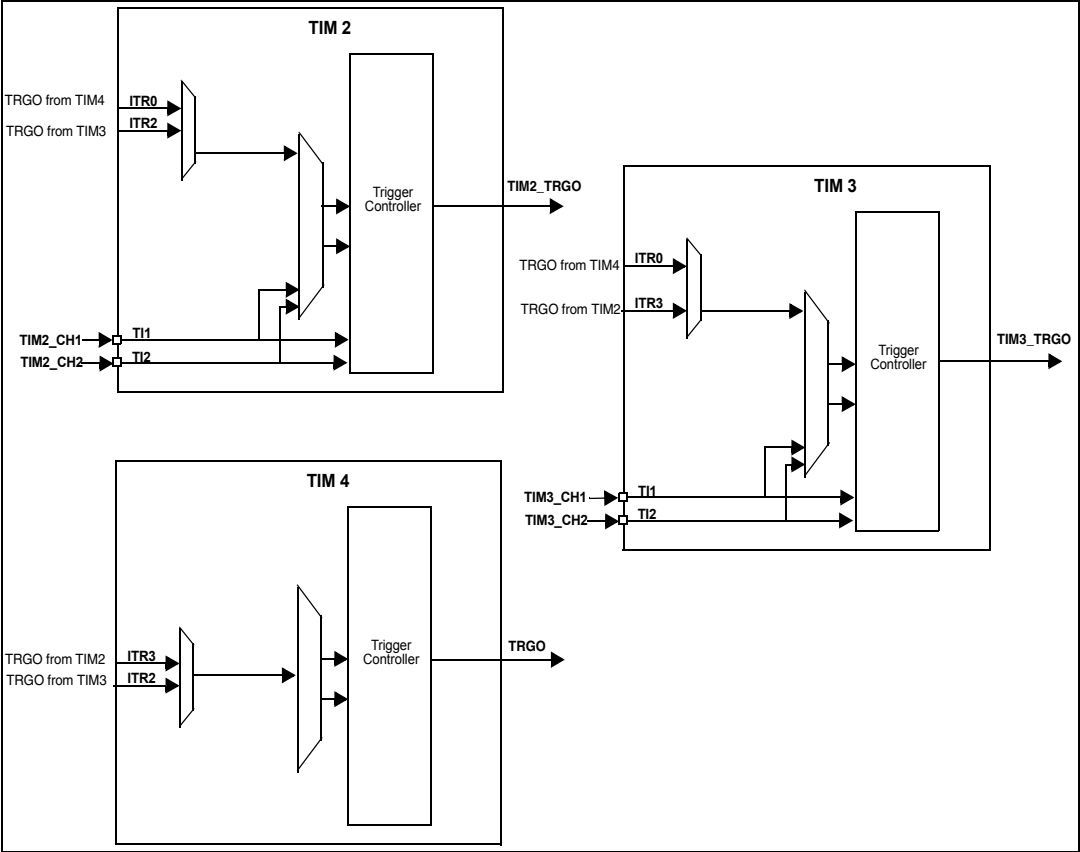 TIM 2
TRGO from TIM4
ITR0
TRGO from TIM3
ITR2
Trigger
Controller
TIM2_TRGO
TIM2_CH1
TI1
TIM2_CH2
TI2
TIM 3
TRGO from TIM4
ITR0
TRGO from TIM2
ITR3
Trigger
Controller
TIM3_TRGO
TIM3_CH1
TI1
TIM3_CH2
TI2
TIM 4
TRGO from TIM2
ITR3
TRGO from TIM3
ITR2
Trigger
Controller
TRGO